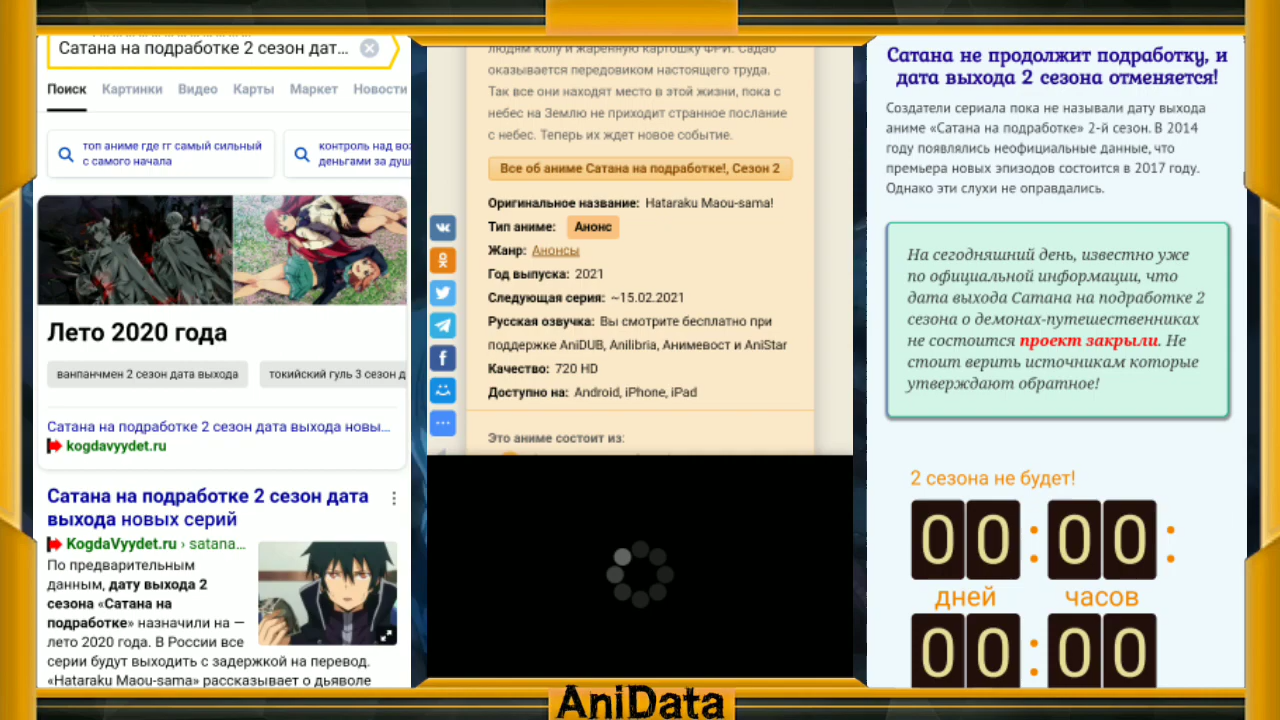 Сатана на подработке 2 сезон дат...
Поиск Картинки Видео Карты Маркет Новости
топ аниме где гг самый сильный
с самого начала
контроль над воз
деньгами за душ
Лето 2020 года
ванпанчмен 2 сезон дата выхода
токийский гуль 3 сезон д
Сатана на подработке 2 сезон дата выхода новы...
kogdavyydet.ru
Сатана на подработке 2 сезон дата
выхода новых серий
KogdaVyydet.ru › satana...
По предварительным
данным, дату выхода 2
сезона «Сатана на
подработке» назначили на —
лето 2020 года. В России все
серии будут выходить с задержкой на перевод.
«Hataraku Maou-sama» рассказывает о дьяволе
людям колу и жаренную картошку ФРИ. Садао
оказывается передовиком настоящего труда.
Так все они находят место в этой жизни, пока с
небес на Землю не приходит странное послание
с небес. Теперь их ждет новое событие.
Все об аниме Сатана на подработке!, Сезон 2
Оригинальное название: Hataraku Maou-sama!
Тип аниме: Анонс
Жанр: Анонсы
Год выпуска: 2021
Следующая серия: ~15.02.2021
Русская озвучка: Вы смотрите бесплатно при
поддержке AniDUB, Anilibria, Анимевост и AniStar
Качество: 720 HD
Доступно на: Android, iPhone, iPad
Это аниме состоит из:
Сатана не продолжит подработку, и
дата выхода 2 сезона отменяется!
Создатели сериала пока не называли дату выхода
аниме «Сатана на подработке» 2-й сезон. В 2014
году появлялись неофициальные данные, что
премьера новых эпизодов состоится в 2017 году.
Однако эти слухи не оправдались.
На сегодняшний день, известно уже
по официальной информации, что
дата выхода Сатана на подработке 2
сезона о демонах-путешественниках
не состоится проект закрыли. Не
стоит верить источникам которые
утверждают обратное!
2 сезона не будет!
00 : 00 :
дней часов
00 : 00
AniData